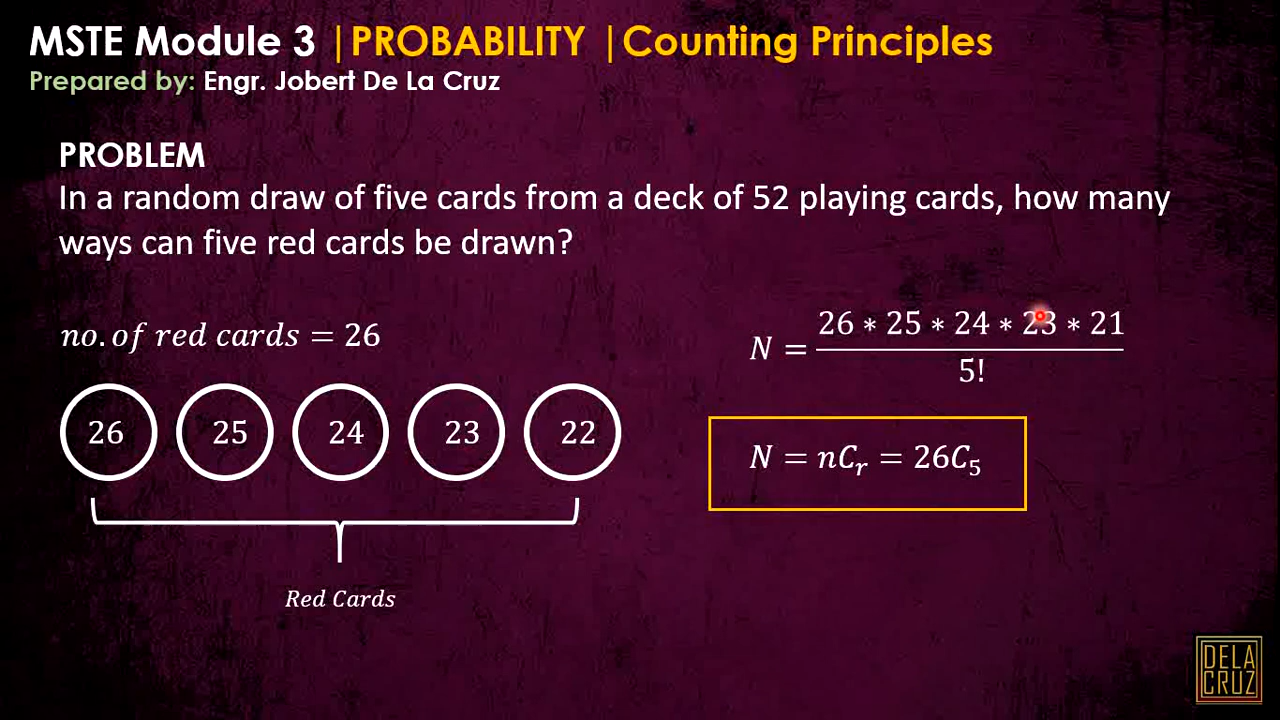 MSTE Module 3 |PROBABILITY |Counting Principles
Prepared by: Engr. Jobert De La Cruz
PROBLEM
In a random draw of five cards from a deck of 52 playing cards, how many
ways can five red cards be drawn?
no. of red cards = 26
26 25 24 23 22
Red Cards
N = 26 ∗ 25 ∗ 24 ∗ 23 ∗ 21
5!
N = nCᵣ = 26C₅
DELA
CRUZ